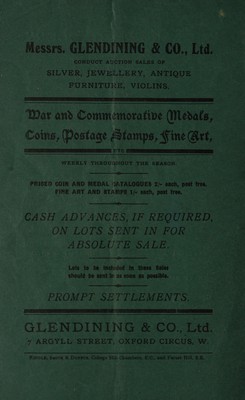 Messrs. GLENDINING & CO., Ltd.
CONDUCT AUCTION SALES OF
SILVER, JEWELLERY, ANTIQUE
FURNITURE, VIOLINS.
War and Commemorative Medals,
Coins, Postage Stamps, Fine Art,
ETC.
WEEKLY THROUGHOUT THE SEASON.
PRICED COIN AND MEDAL CATALOGUES 2/- each, post free.
FINE ART AND STAMPS 1/- each, post free.
CASH ADVANCES, IF REQUIRED,
ON LOTS SENT IN FOR
ABSOLUTE SALE.
Lots to be included in these Sales
should be sent in as soon as possible.
PROMPT SETTLEMENTS.
GLENDINING & CO., Ltd.
7 ARGYLL STREET, OXFORD CIRCUS, W.